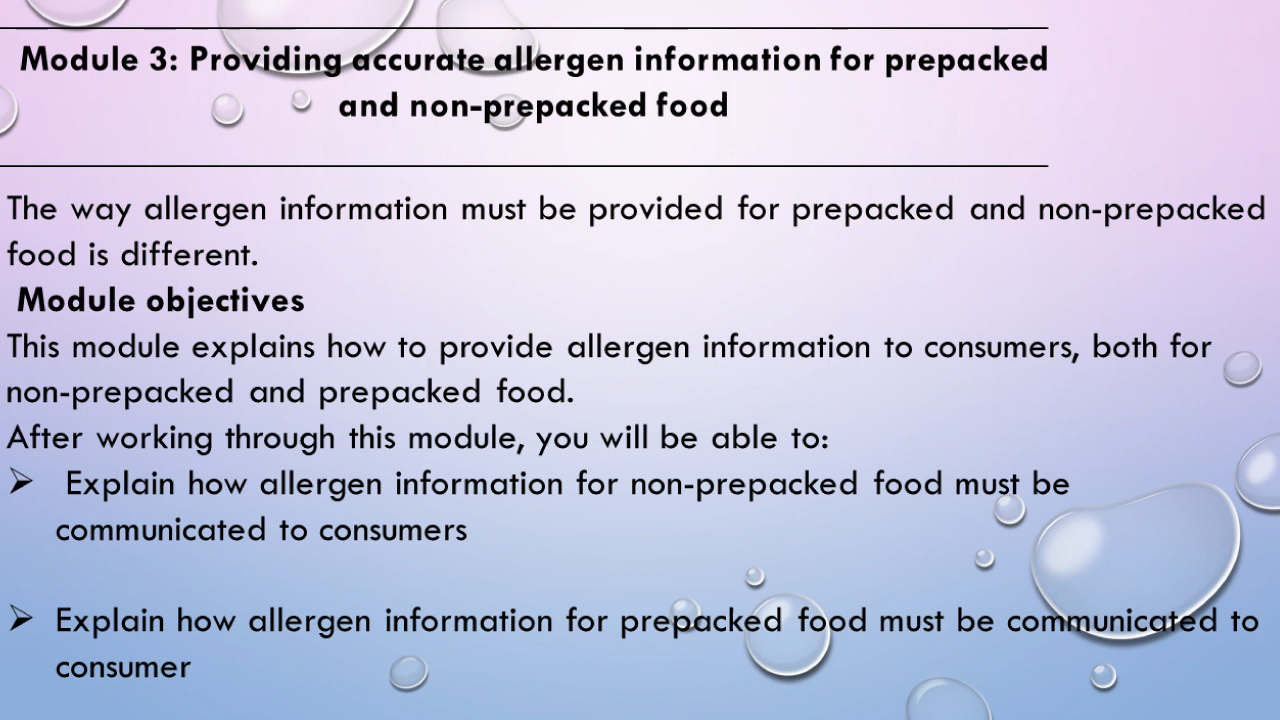 Module 3: Providing accurate allergen information for prepacked
and non-prepacked food
The way allergen information must be provided for prepacked and non-prepacked
food is different.
Module objectives
This module explains how to provide allergen information to consumers, both for
non-prepacked and prepacked food.
After working through this module, you will be able to:
➢ Explain how allergen information for non-prepacked food must be
communicated to consumers
➢ Explain how allergen information for prepacked food must be communicated to
consumer